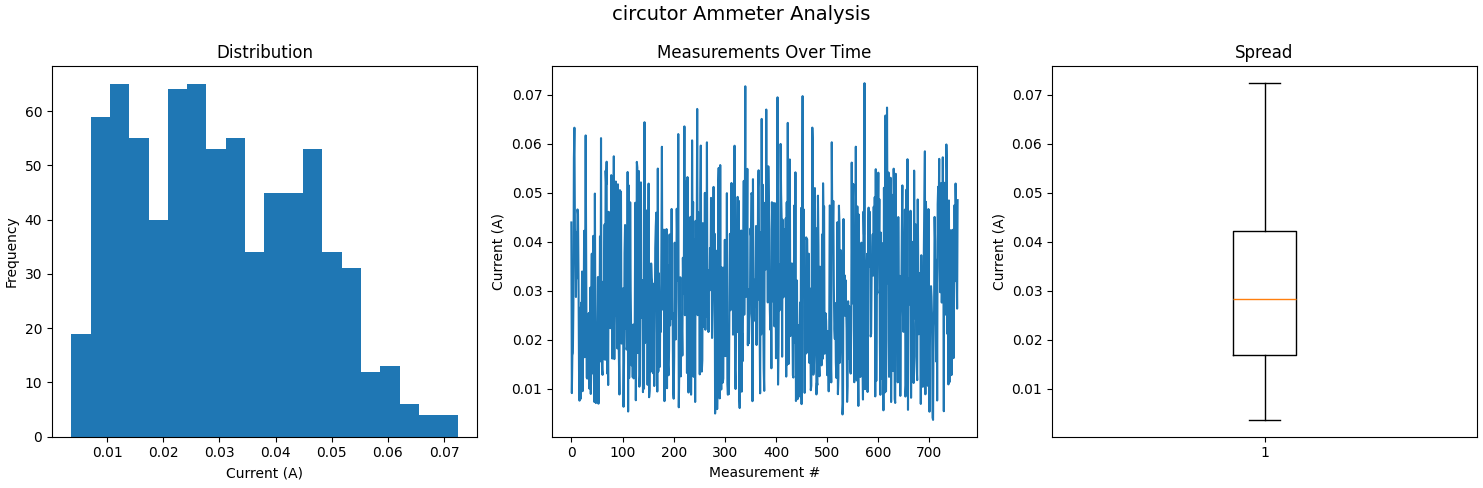 circutor Ammeter Analysis
Distribution
Frequency
60
50
40
30
20
10
0
0.01 0.02 0.03 0.04 0.05 0.06 0.07
Current (A)
Measurements Over Time
Current (A)
0.07
0.06
0.05
0.04
0.03
0.02
0.01
0 100 200 300 400 500 600 700
Measurement #
Spread
Current (A)
0.07
0.06
0.05
0.04
0.03
0.02
0.01
1